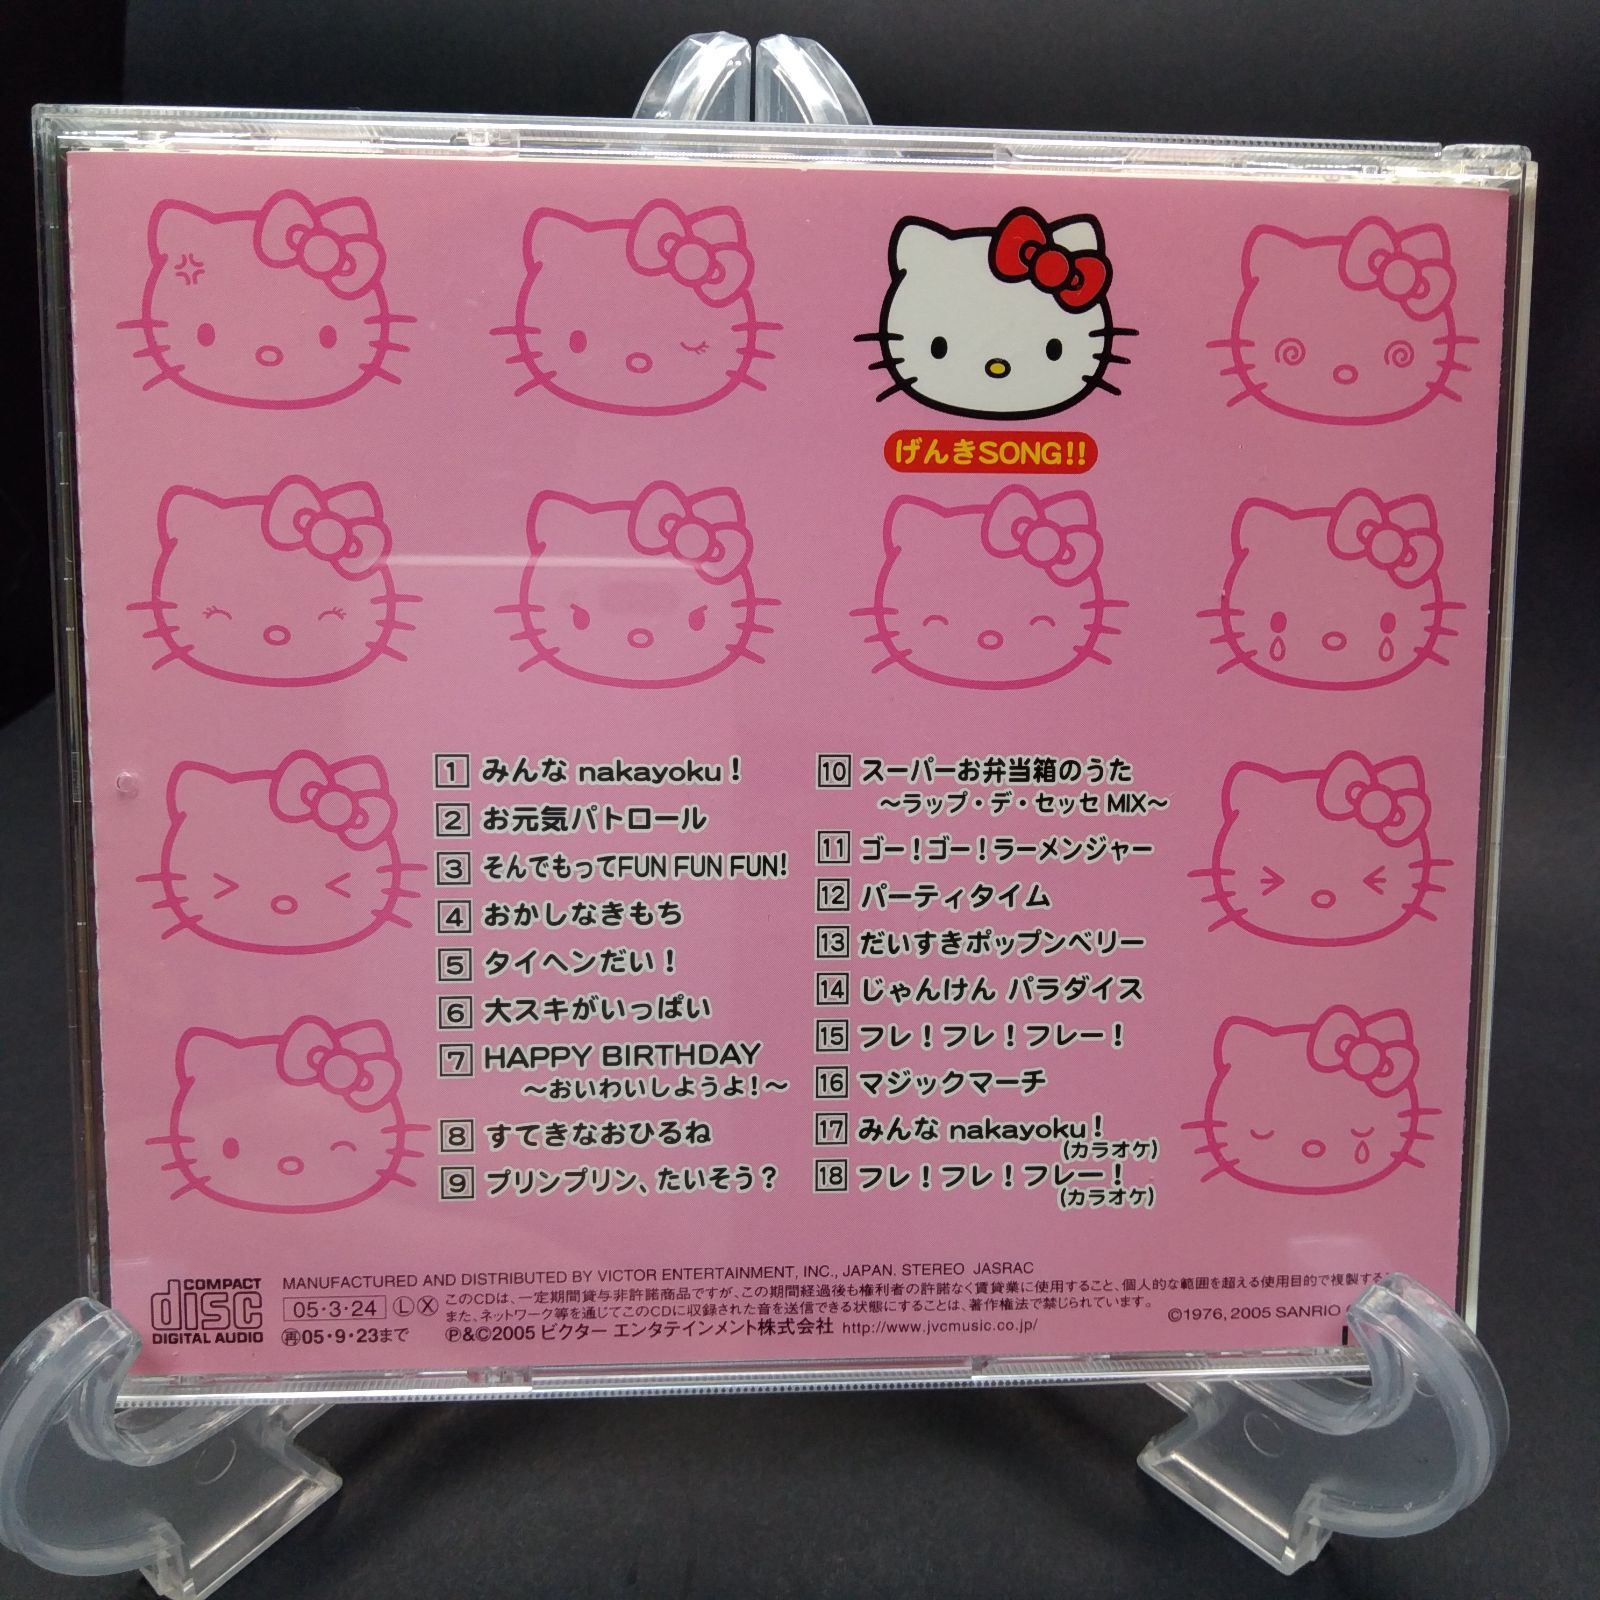 げんきSONG!!
1 みんな nakayoku！
2 お元気パトロール
3 そんでもってFUN FUN FUN!
4 おかしなきもち
5 タイヘンだい！
6 大スキがいっぱい
7 HAPPY BIRTHDAY
～おいわいしようよ！～
8 すてきなおひるね
9 プリンプリン、たいそう？
10 スーパーお弁当箱のうた
～ラップ・デ・セッセ MIX～
11 ゴー！ゴー！ラーメンジャー
12 パーティタイム
13 だいすきポップンベリー
14 じゃんけん パラダイス
15 フレ！フレ！フレー！
16 マジックマーチ
17 みんな nakayoku！
(カラオケ)
18 フレ！フレ！フレー！
(カラオケ)
COMPACT
disc
DIGITAL AUDIO
MANUFACTURED AND DISTRIBUTED BY VICTOR ENTERTAINMENT, INC., JAPAN. STEREO JASRAC
05・3・24 Ⓛ Ⓧ このCDは、一定期間貸与非許諾商品ですが、この期間経過後も権利者の許諾なく賃貸業に使用すること、個人的な範囲を超える使用目的で複製する
また、ネットワーク等を通じてこのCDに収録された音を送信できる状態にすることは、著作権法で禁じられています。
©1976, 2005 SANRIO
㊞05・9・23まで ℗&©2005 ビクター エンタテインメント株式会社 http://www.jvcmusic.co.jp/